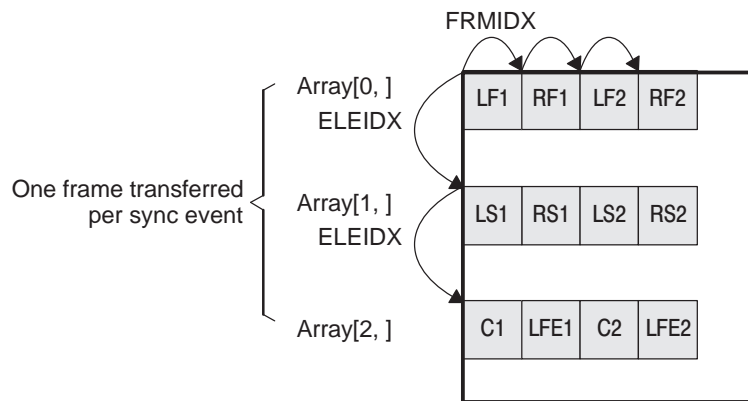 FRMIDX
Array[0, ]
LF1 RF1 LF2 RF2
ELEIDX
One frame transferred
per sync event
Array[1, ]
LS1 RS1 LS2 RS2
ELEIDX
Array[2, ]
C1 LFE1 C2 LFE2